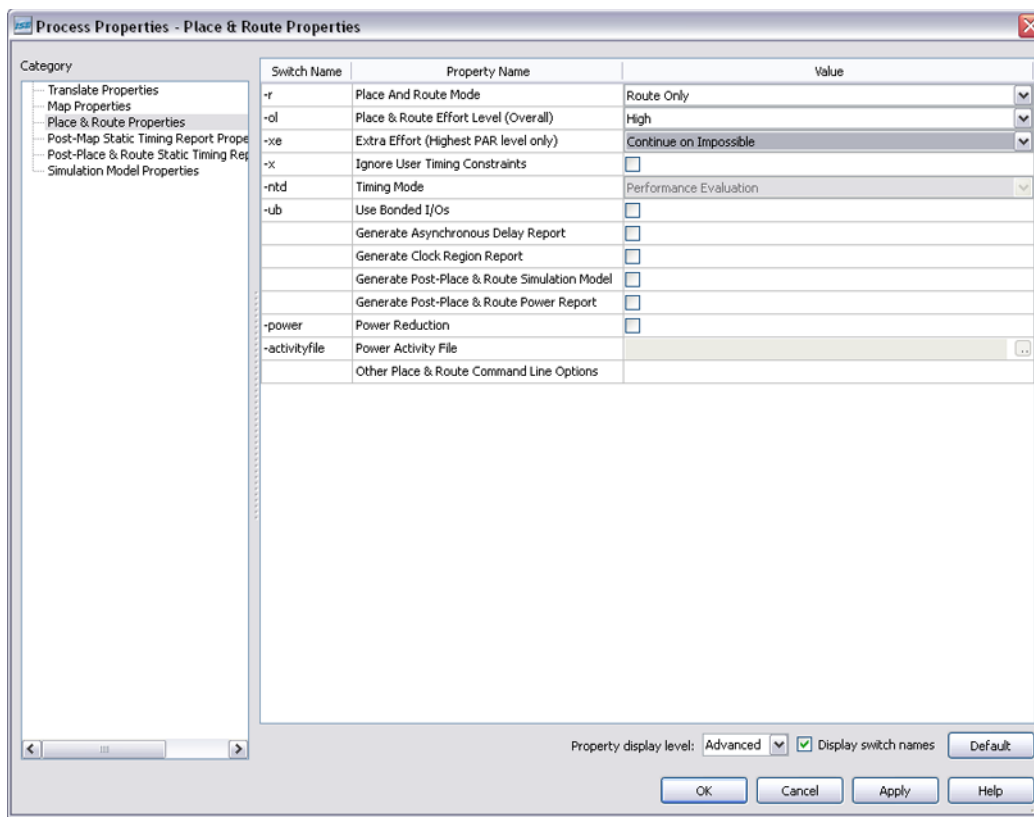 ISE Process Properties - Place & Route Properties
Category
Translate Properties
Map Properties
Place & Route Properties
Post-Map Static Timing Report Prope
Post-Place & Route Static Timing Rep
Simulation Model Properties
Switch Name Property Name Value
-r Place And Route Mode Route Only
-ol Place & Route Effort Level (Overall) High
-xe Extra Effort (Highest PAR level only) Continue on Impossible
-x Ignore User Timing Constraints
-ntd Timing Mode Performance Evaluation
-ub Use Bonded I/Os
Generate Asynchronous Delay Report
Generate Clock Region Report
Generate Post-Place & Route Simulation Model
Generate Post-Place & Route Power Report
-power Power Reduction
-activityfile Power Activity File ..
Other Place & Route Command Line Options
Property display level: Advanced Display switch names Default
OK Cancel Apply Help